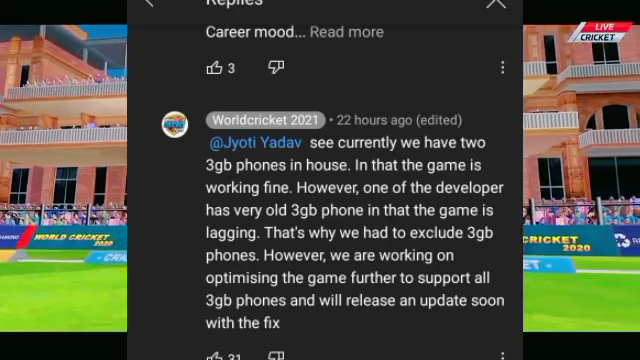 Replies
Career mood... Read more
3
Worldcricket 2021 • 22 hours ago (edited)
@Jyoti Yadav see currently we have two
3gb phones in house. In that the game is
working fine. However, one of the developer
has very old 3gb phone in that the game is
lagging. That's why we had to exclude 3gb
phones. However, we are working on
optimising the game further to support all
3gb phones and will release an update soon
with the fix
31
LIVE
CRICKET
WORLD CRICKET
2020
CRICKET
2020